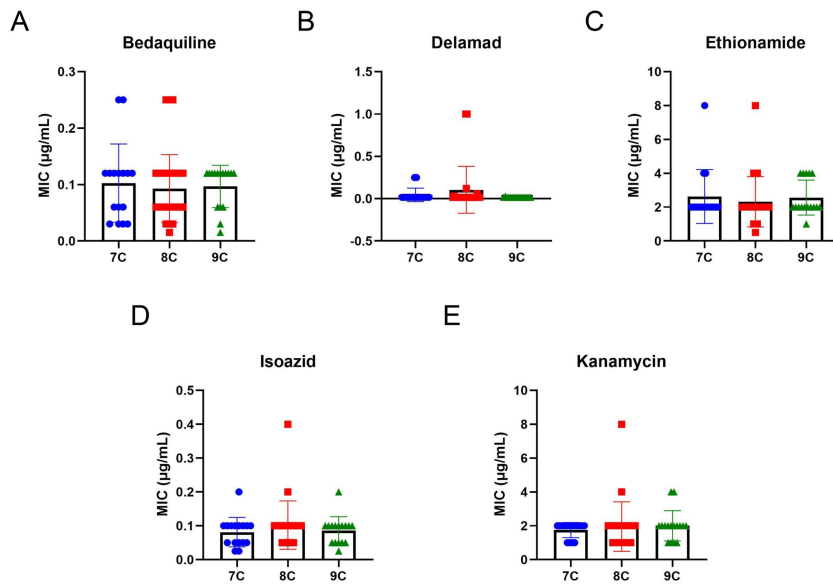 A
Bedaquiline
MIC (µg/mL)
0.3
0.2
0.1
0.0
7C 8C 9C
B
Delamad
MIC (µg/mL)
1.5
1.0
0.5
0.0
-0.5
7C 8C 9C
C
Ethionamide
MIC (µg/mL)
10
8
6
4
2
0
7C 8C 9C
D
Isoazid
MIC (µg/mL)
0.5
0.4
0.3
0.2
0.1
0.0
7C 8C 9C
E
Kanamycin
MIC (µg/mL)
10
8
6
4
2
0
7C 8C 9C